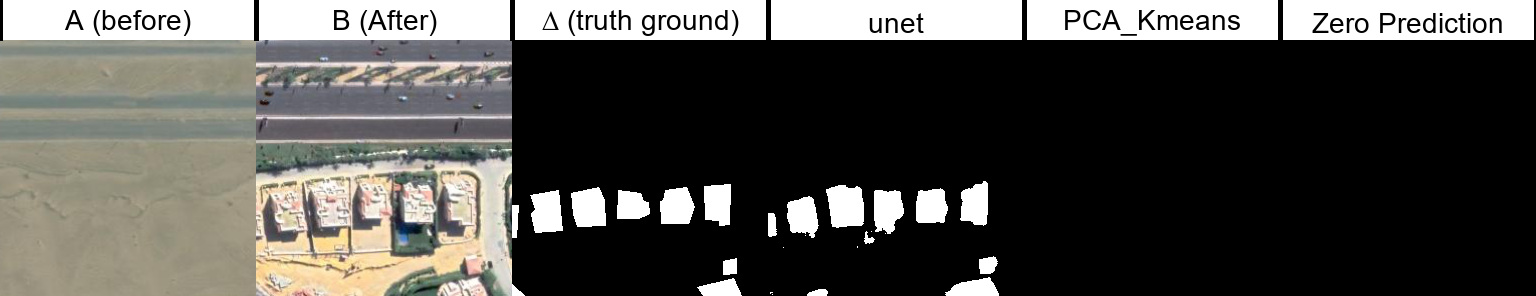 A (before)
B (After)
Δ (truth ground)
unet
PCA_Kmeans
Zero Prediction